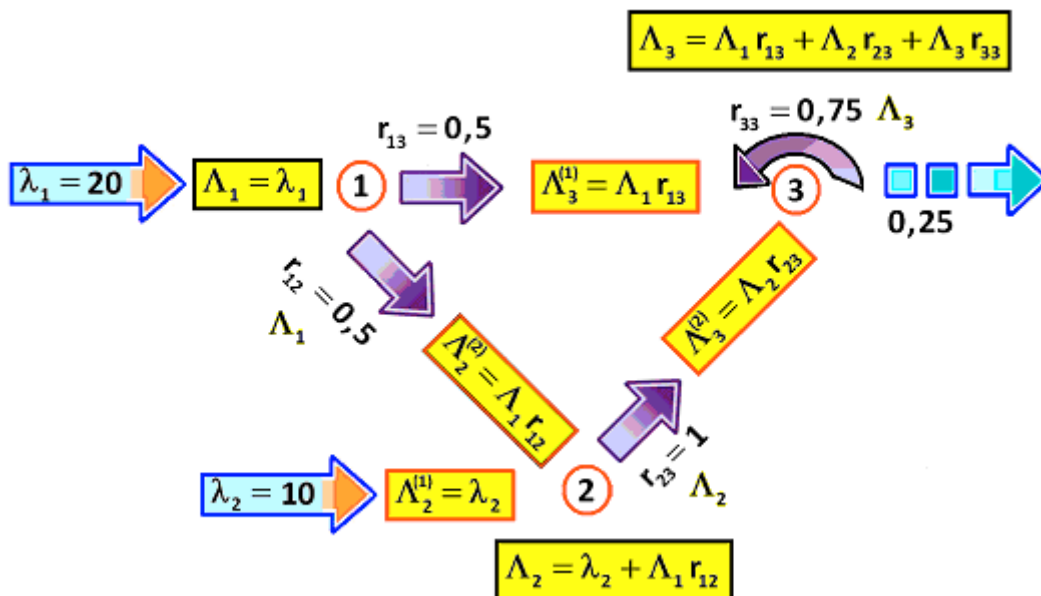 Λ₃ = Λ₁ r₁₃ + Λ₂ r₂₃ + Λ₃ r₃₃
r₁₃ = 0,5
r₃₃ = 0,75 Λ₃
λ₁ = 20
Λ₁ = λ₁
1
Λ₃⁽¹⁾ = Λ₁ r₁₃
3
0,25
r₁₂ = 0,5
Λ₁
Λ₂⁽²⁾ = Λ₁ r₁₂
Λ₃⁽²⁾ = Λ₂ r₂₃
r₂₃ = 1
Λ₂
λ₂ = 10
Λ₂⁽¹⁾ = λ₂
2
Λ₂ = λ₂ + Λ₁ r₁₂